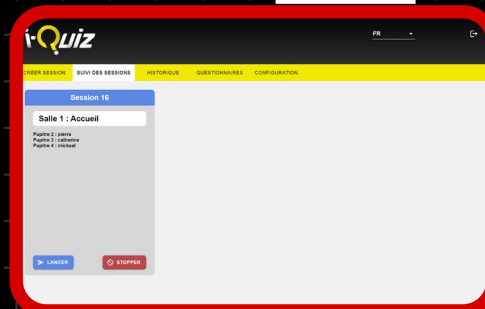 i-Quiz
FR
CRÉER SESSION SUIVI DES SESSIONS HISTORIQUE QUESTIONNAIRES CONFIGURATION
Session 16
Salle 1 : Accueil
Pupitre 2 : pierre
Pupitre 3 : catherine
Pupitre 4 : mickael
LANCER STOPPER